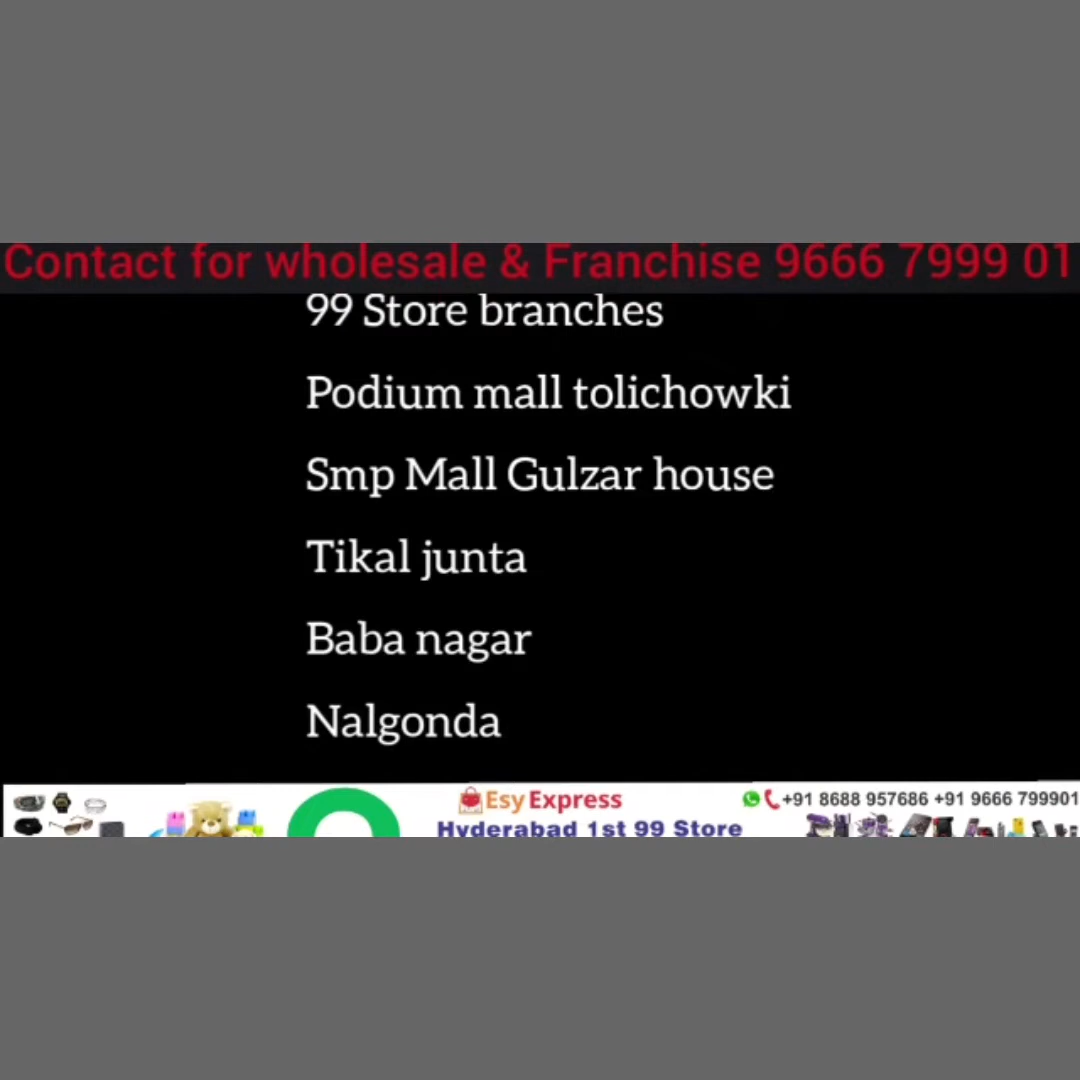 Contact for wholesale & Franchise 9666 7999 01
99 Store branches
Podium mall tolichowki
Smp Mall Gulzar house
Tikal junta
Baba nagar
Nalgonda
Esy Express
+91 8688 957686 +91 9666 799901
Hyderabad 1st 99 Store